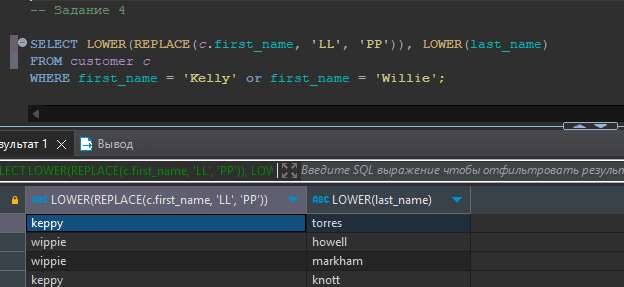 -- Задание 4
SELECT LOWER(REPLACE(c.first_name, 'LL', 'PP')), LOWER(last_name)
FROM customer c
WHERE first_name = 'Kelly' or first_name = 'Willie';
зультат 1 Вывод
LECT LOWER(REPLACE(c.first_name, 'LL', 'PP')), LOW Введите SQL выражение чтобы отфильтровать результ
ABC LOWER(REPLACE(c.first_name, 'LL', 'PP')) ABC LOWER(last_name)
keppy torres
wippie howell
wippie markham
keppy knott